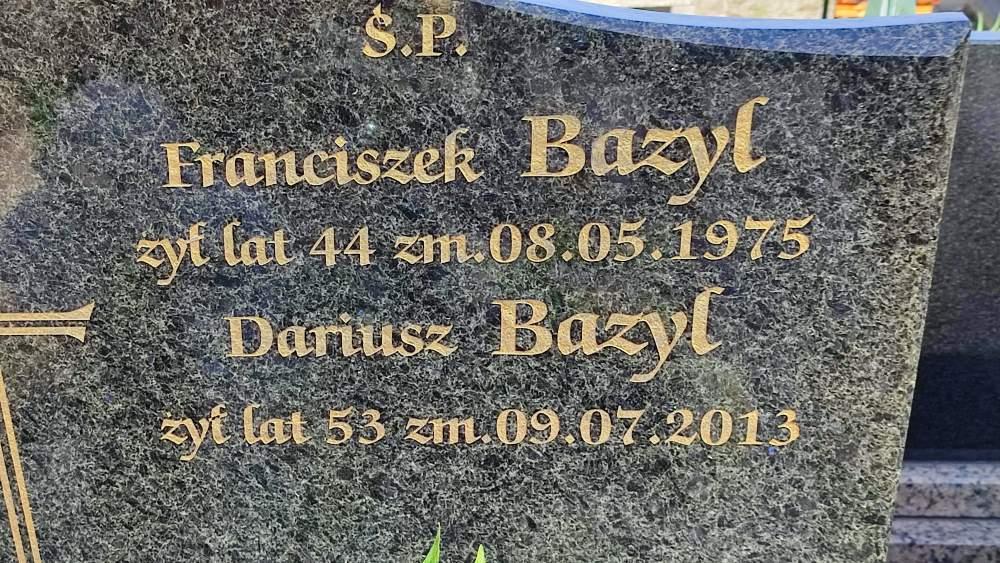 Ś.P.
Franciszek Bazyl
żył lat 44 zm.08.05.1975
Dariusz Bazyl
żył lat 53 zm.09.07.2013